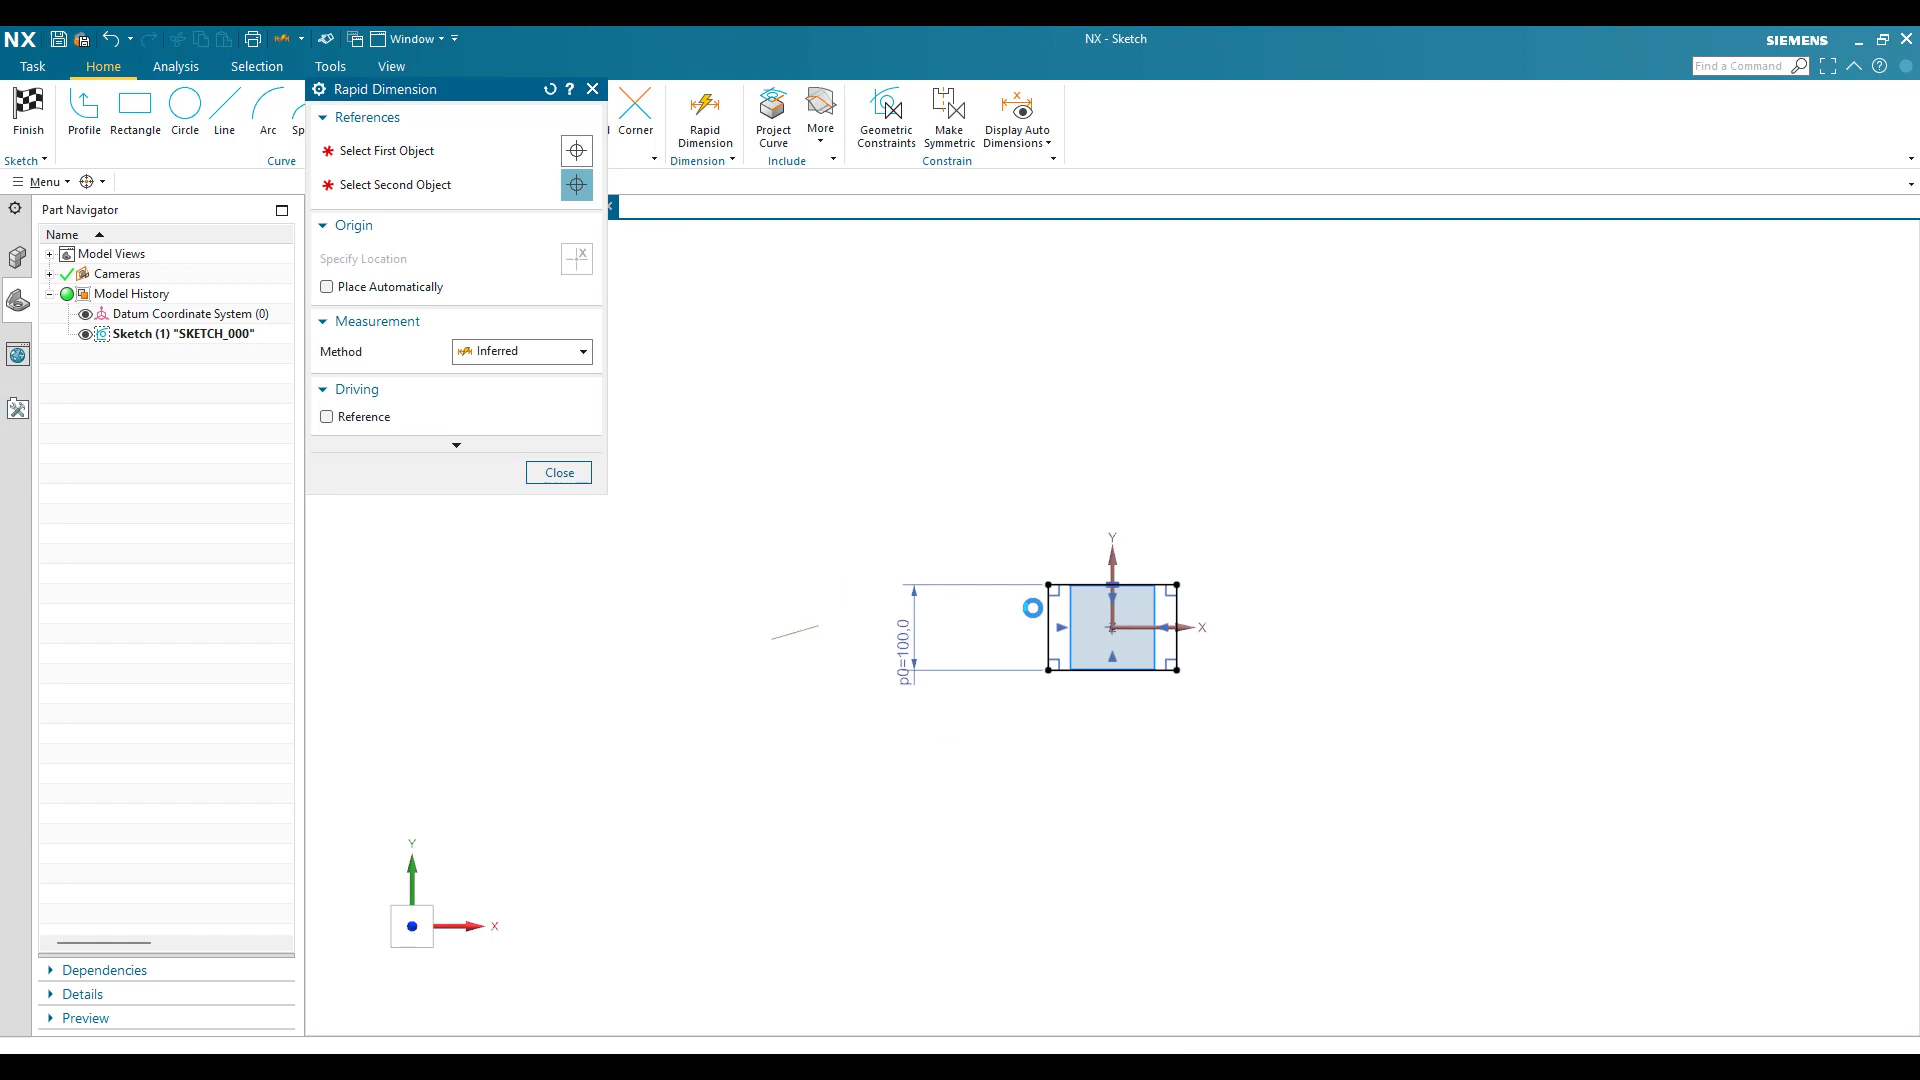 NX
Window
NX - Sketch
SIEMENS
Task
Home
Analysis
Selection
Tools
View
Find a Command
Finish
Profile
Rectangle
Circle
Line
Arc
Sp
Corner
Rapid Dimension
Project Curve
More
Geometric Constraints
Make Symmetric
Display Auto Dimensions
Sketch
Curve
Dimension
Include
Constrain
Menu
Rapid Dimension
References
Select First Object
Select Second Object
Origin
Specify Location
Place Automatically
Measurement
Method
Inferred
Driving
Reference
Close
Part Navigator
Name
Model Views
Cameras
Model History
Datum Coordinate System (0)
Sketch (1) "SKETCH_000"
Dependencies
Details
Preview
Y
X
p0=100,0
Y
X